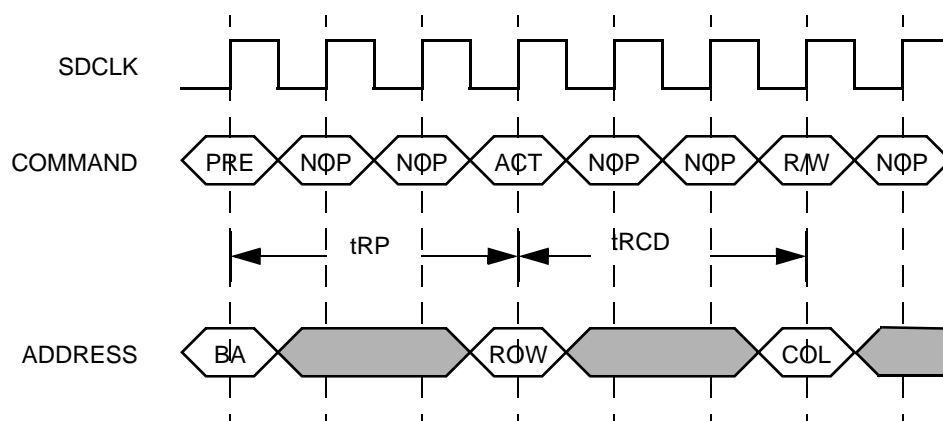 SDCLK
COMMAND PRE NOP NOP ACT NOP NOP R/W NOP
tRP tRCD
ADDRESS BA ROW COL